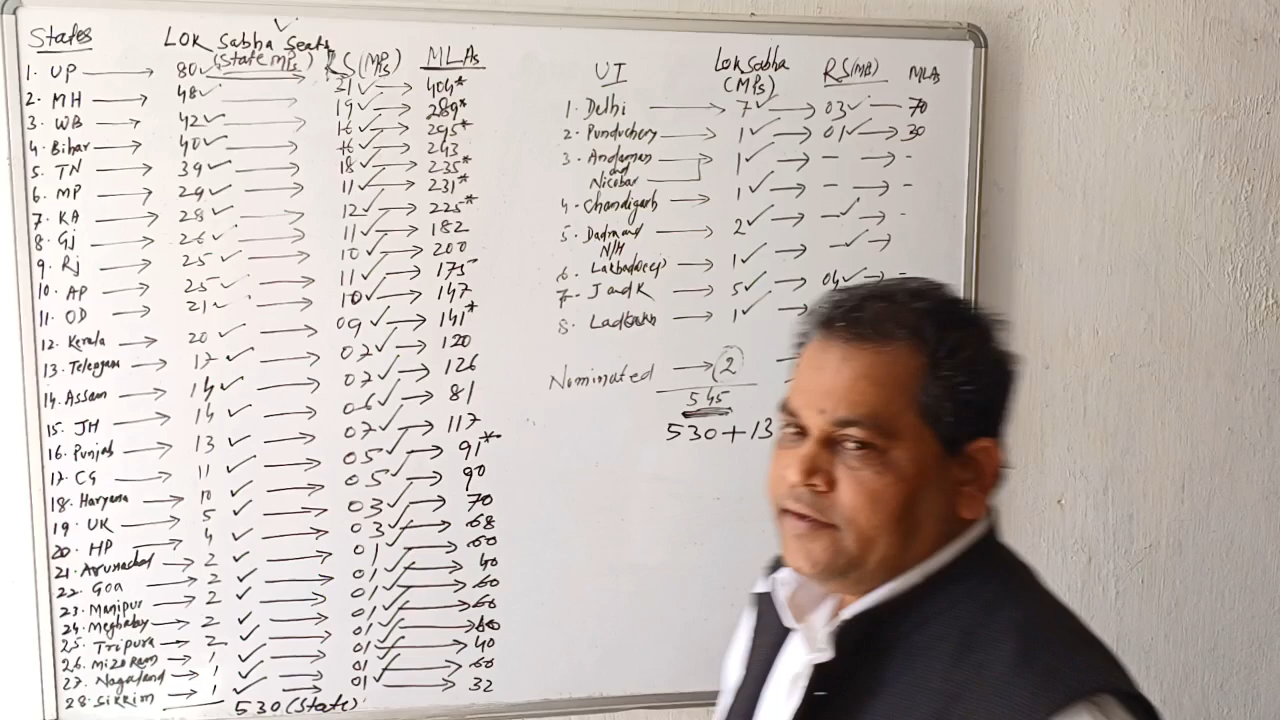 States Lok Sabha Seats (State MPs) RS(MPs) MLAs
1. UP → 80✓ → 21✓ → 404*
2. MH → 48✓ → 19✓ → 289*
3. WB → 42✓ → 16✓ → 295*
4. Bihar → 40✓ → 16✓ → 243
5. TN → 39✓ → 18✓ → 235*
6. MP → 29✓ → 11✓ → 231*
7. KA → 28✓ → 12✓ → 225*
8. Gj → 26✓ → 11✓ → 182
9. Rj → 25✓ → 10✓ → 200
10. AP → 25✓ → 11✓ → 175
11. OD → 21✓ → 10✓ → 147
12. Kerala → 20✓ → 09✓ → 141*
13. Telegana → 17✓ → 07✓ → 120
14. Assam → 14✓ → 07✓ → 126
15. JH → 14✓ → 06✓ → 81
16. Punjab → 13✓ → 07✓ → 117
17. CG → 11✓ → 05✓ → 91*
18. Haryana → 10✓ → 05✓ → 90
19. UK → 5✓ → 03✓ → 70
20. HP → 4✓ → 03✓ → 68
21. Arunachal → 2✓ → 01✓ → 60
22. Goa → 2✓ → 01✓ → 40
23. Manipur → 2✓ → 01✓ → 60
24. Meghalay → 2✓ → 01✓ → 60
25. Tripura → 2✓ → 01✓ → 60
26. Mizoram → 1✓ → 01✓ → 40
27. Nagaland → 1✓ → 01✓ → 60
28. Sikkim → 1✓ → 01✓ → 32
530 (State)
UT Lok Sabha (MPs) RS(MPs) MLAs
1. Delhi → 7✓ → 03✓ → 70
2. Punduchery → 1✓ → 01✓ → 30
3. Andaman and Nicobar → 1✓ → - → -
4. Chandigarh → 1✓ → - → -
5. Dadra and N/H → 2✓ → -✓ → -
6. Lakhadeep → 1✓ → -✓ →
7. J and K → 5✓ → 04✓ → -
8. Ladakh → 1✓ →
Nominated → 2
545
530+13